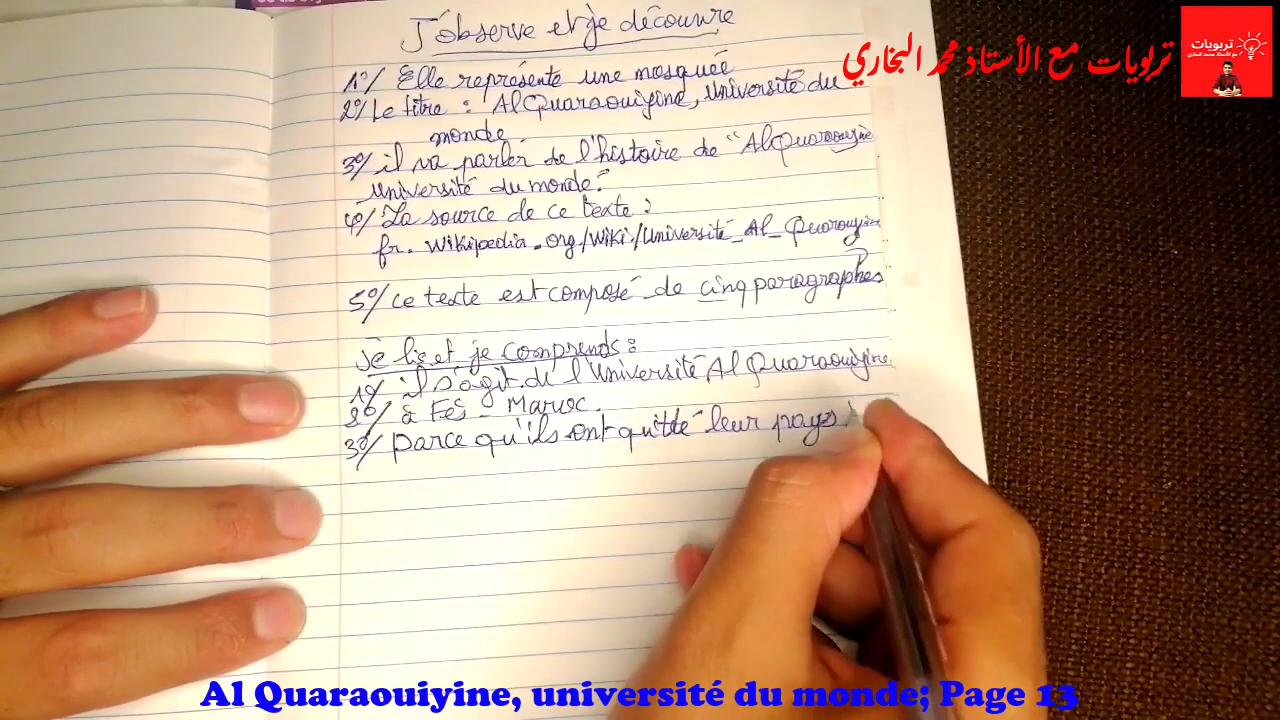 J'observe et je découvre
1°/ Elle représente une mosquée
2°/ Le titre : Al Quaraouiyine, université du
monde
3°/ il va parler de l'histoire de "Al Quaraouiyine
Université du monde."
4°/ La source de ce texte :
fr. Wikipedia.org/Wiki/Université_Al_Quarouyine
5°/ ce texte est composé de cinq paragraphes
Je lis et je comprends :
1°/ il s'agit de l'Université Al Quaraouiyine
2°/ à Fés - Maroc.
3°/ Parce qu'ils ont quitté leur pays.
تربويات مع الأستاذ محمد البخاري
تربويات
Al Quaraouiyine, université du monde; Page 13